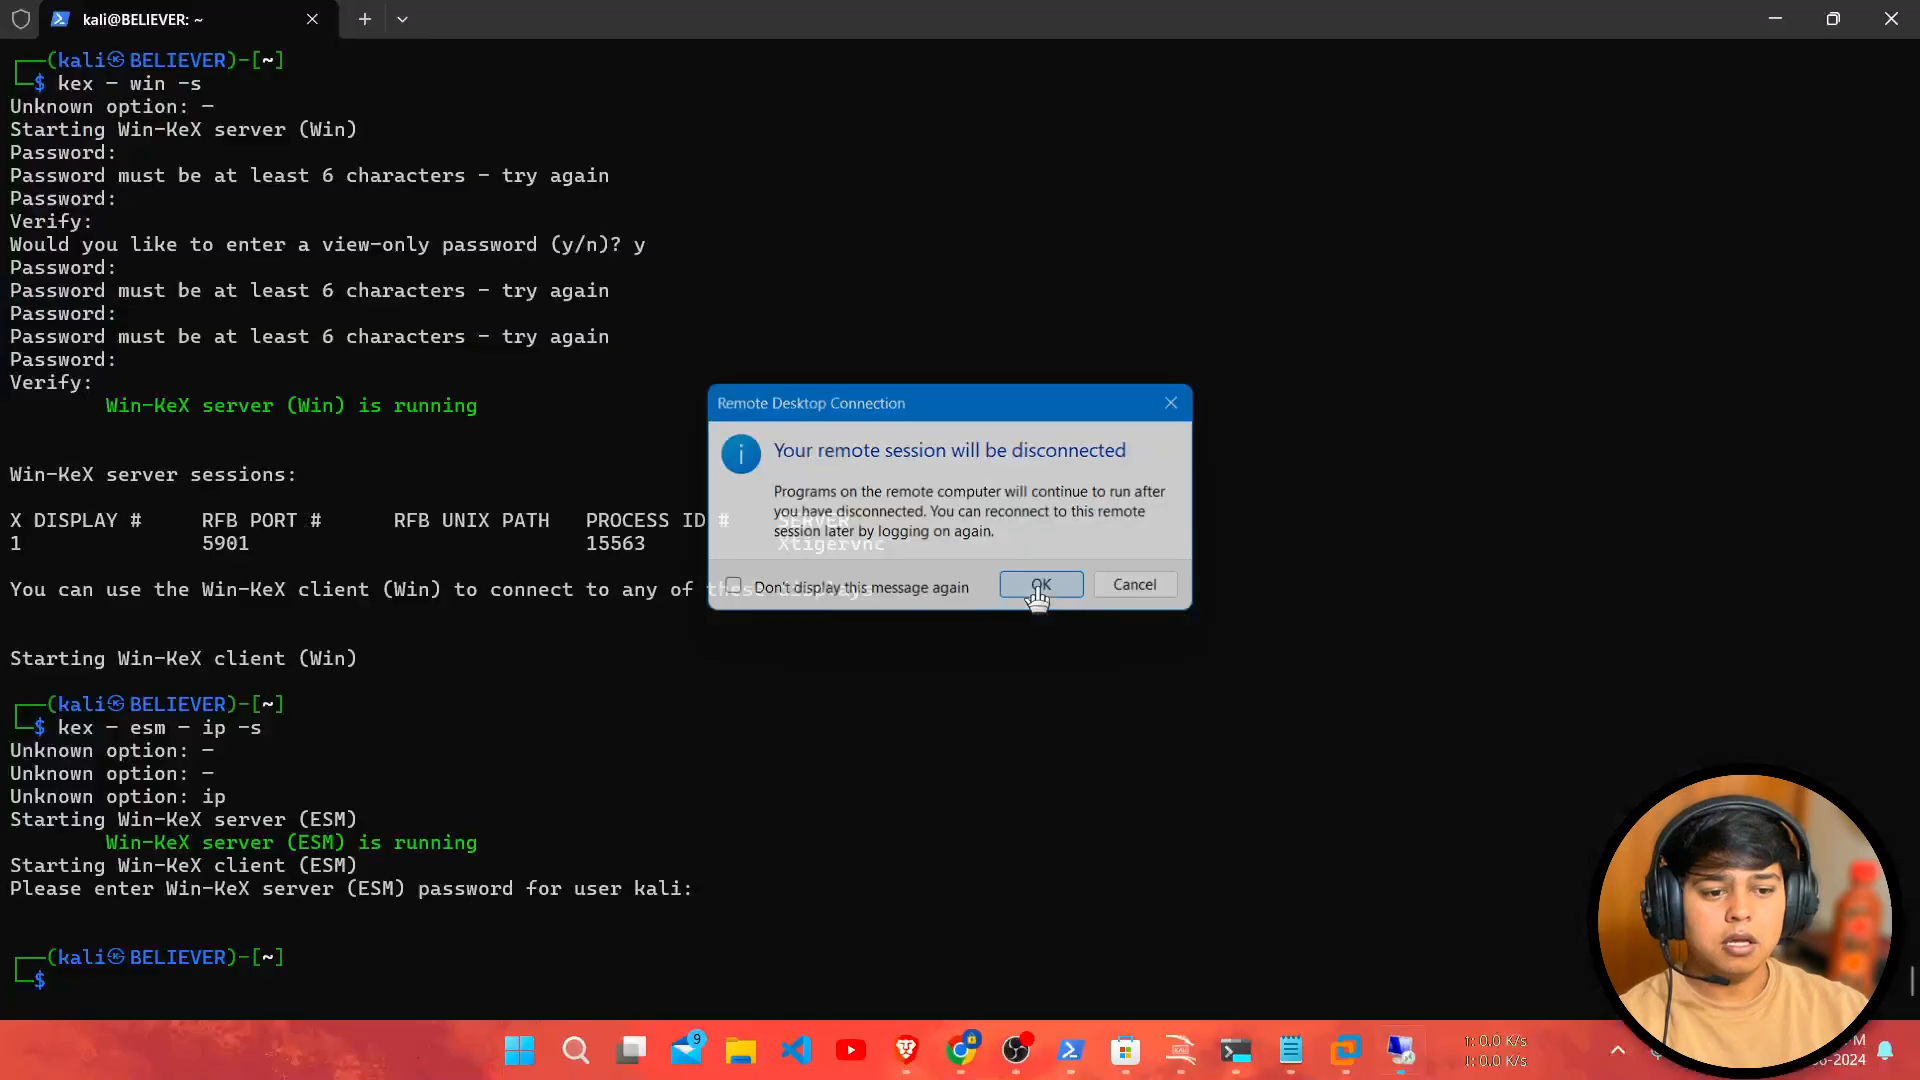 kali@BELIEVER: ~
(kali㉿BELIEVER)-[~]
$ kex – win -s
Unknown option: –
Starting Win-KeX server (Win)
Password:
Password must be at least 6 characters - try again
Password:
Verify:
Would you like to enter a view-only password (y/n)? y
Password:
Password must be at least 6 characters - try again
Password:
Password must be at least 6 characters - try again
Password:
Verify:
Win-KeX server (Win) is running
Win-KeX server sessions:
X DISPLAY # RFB PORT # RFB UNIX PATH PROCESS ID # SERVER
1 5901 15563 Xtigervnc
You can use the Win-KeX client (Win) to connect to any of these displays
Starting Win-KeX client (Win)
(kali㉿BELIEVER)-[~]
$ kex – esm – ip -s
Unknown option: –
Unknown option: –
Unknown option: ip
Starting Win-KeX server (ESM)
Win-KeX server (ESM) is running
Starting Win-KeX client (ESM)
Please enter Win-KeX server (ESM) password for user kali:
(kali㉿BELIEVER)-[~]
$
Remote Desktop Connection
Your remote session will be disconnected
Programs on the remote computer will continue to run after
you have disconnected. You can reconnect to this remote
session later by logging on again.
Don't display this message again
OK
Cancel
9
KALI
↑: 0.0 K/s
↓: 0.0 K/s
-2024